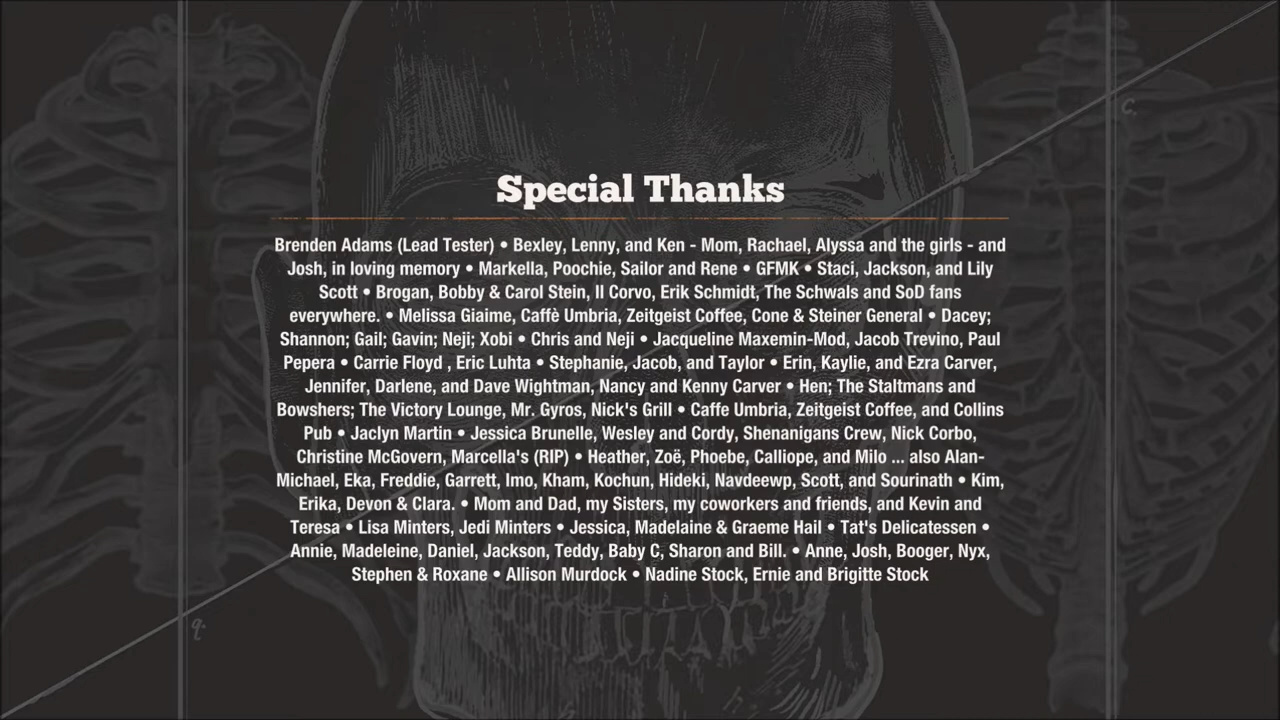 Special Thanks
Brenden Adams (Lead Tester) • Bexley, Lenny, and Ken - Mom, Rachael, Alyssa and the girls - and
Josh, in loving memory • Markella, Poochie, Sailor and Rene • GFMK • Staci, Jackson, and Lily
Scott • Brogan, Bobby & Carol Stein, Il Corvo, Erik Schmidt, The Schwals and SoD fans
everywhere. • Melissa Giaime, Caffè Umbria, Zeitgeist Coffee, Cone & Steiner General • Dacey;
Shannon; Gail; Gavin; Neji; Xobi • Chris and Neji • Jacqueline Maxemin-Mod, Jacob Trevino, Paul
Pepera • Carrie Floyd , Eric Luhta • Stephanie, Jacob, and Taylor • Erin, Kaylie, and Ezra Carver,
Jennifer, Darlene, and Dave Wightman, Nancy and Kenny Carver • Hen; The Staltmans and
Bowshers; The Victory Lounge, Mr. Gyros, Nick's Grill • Caffe Umbria, Zeitgeist Coffee, and Collins
Pub • Jaclyn Martin • Jessica Brunelle, Wesley and Cordy, Shenanigans Crew, Nick Corbo,
Christine McGovern, Marcella's (RIP) • Heather, Zoë, Phoebe, Calliope, and Milo ... also Alan-
Michael, Eka, Freddie, Garrett, Imo, Kham, Kochun, Hideki, Navdeewp, Scott, and Sourinath • Kim,
Erika, Devon & Clara. • Mom and Dad, my Sisters, my coworkers and friends, and Kevin and
Teresa • Lisa Minters, Jedi Minters • Jessica, Madelaine & Graeme Hail • Tat's Delicatessen •
Annie, Madeleine, Daniel, Jackson, Teddy, Baby C, Sharon and Bill. • Anne, Josh, Booger, Nyx,
Stephen & Roxane • Allison Murdock • Nadine Stock, Ernie and Brigitte Stock
c.
q.